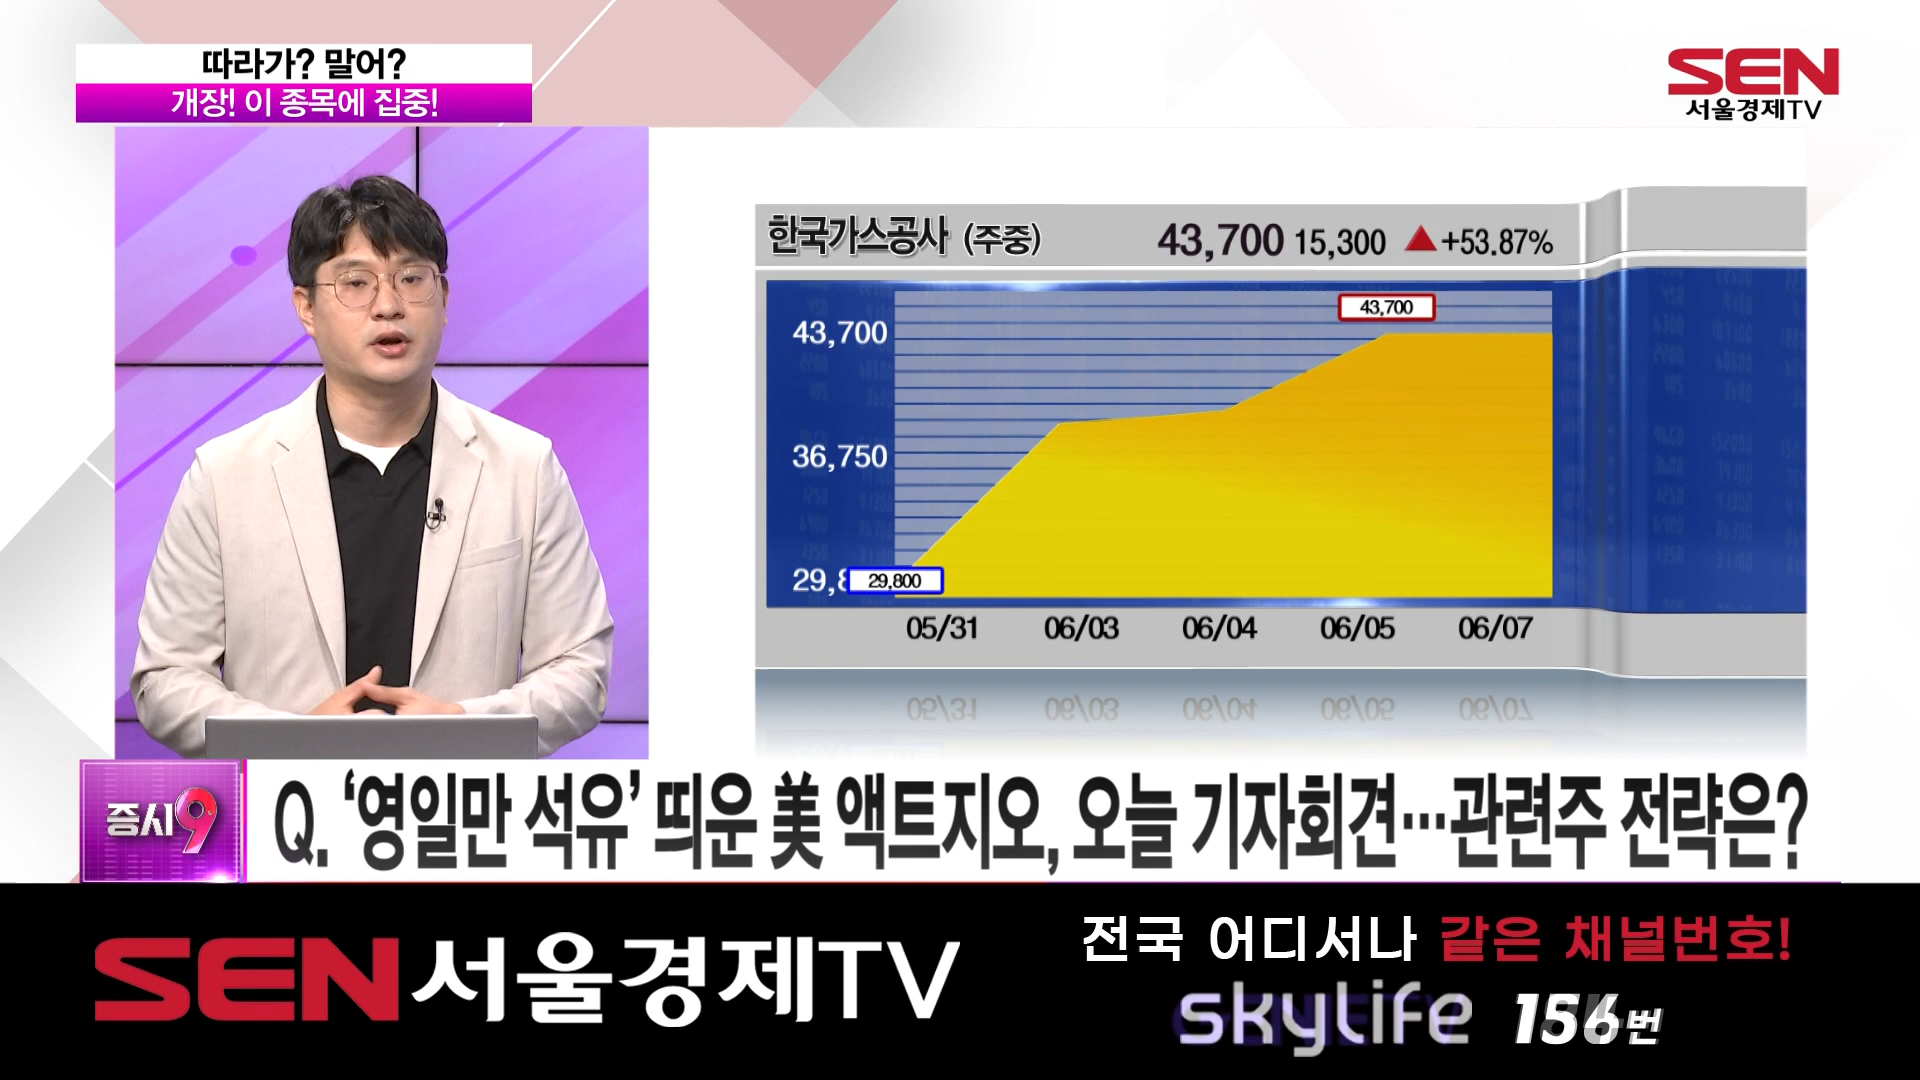 따라가? 말어?
개장! 이 종목에 집중!
SEN
서울경제TV
한국가스공사 (주중) 43,700 15,300 ▲+53.87%
43,700
43,700
36,750
29,8
29,800
05/31 06/03 06/04 06/05 06/07
증시9
Q. ‘영일만 석유’ 띄운 美 액트지오, 오늘 기자회견…관련주 전략은?
SEN서울경제TV
전국 어디서나 같은 채널번호!
skylife 156번